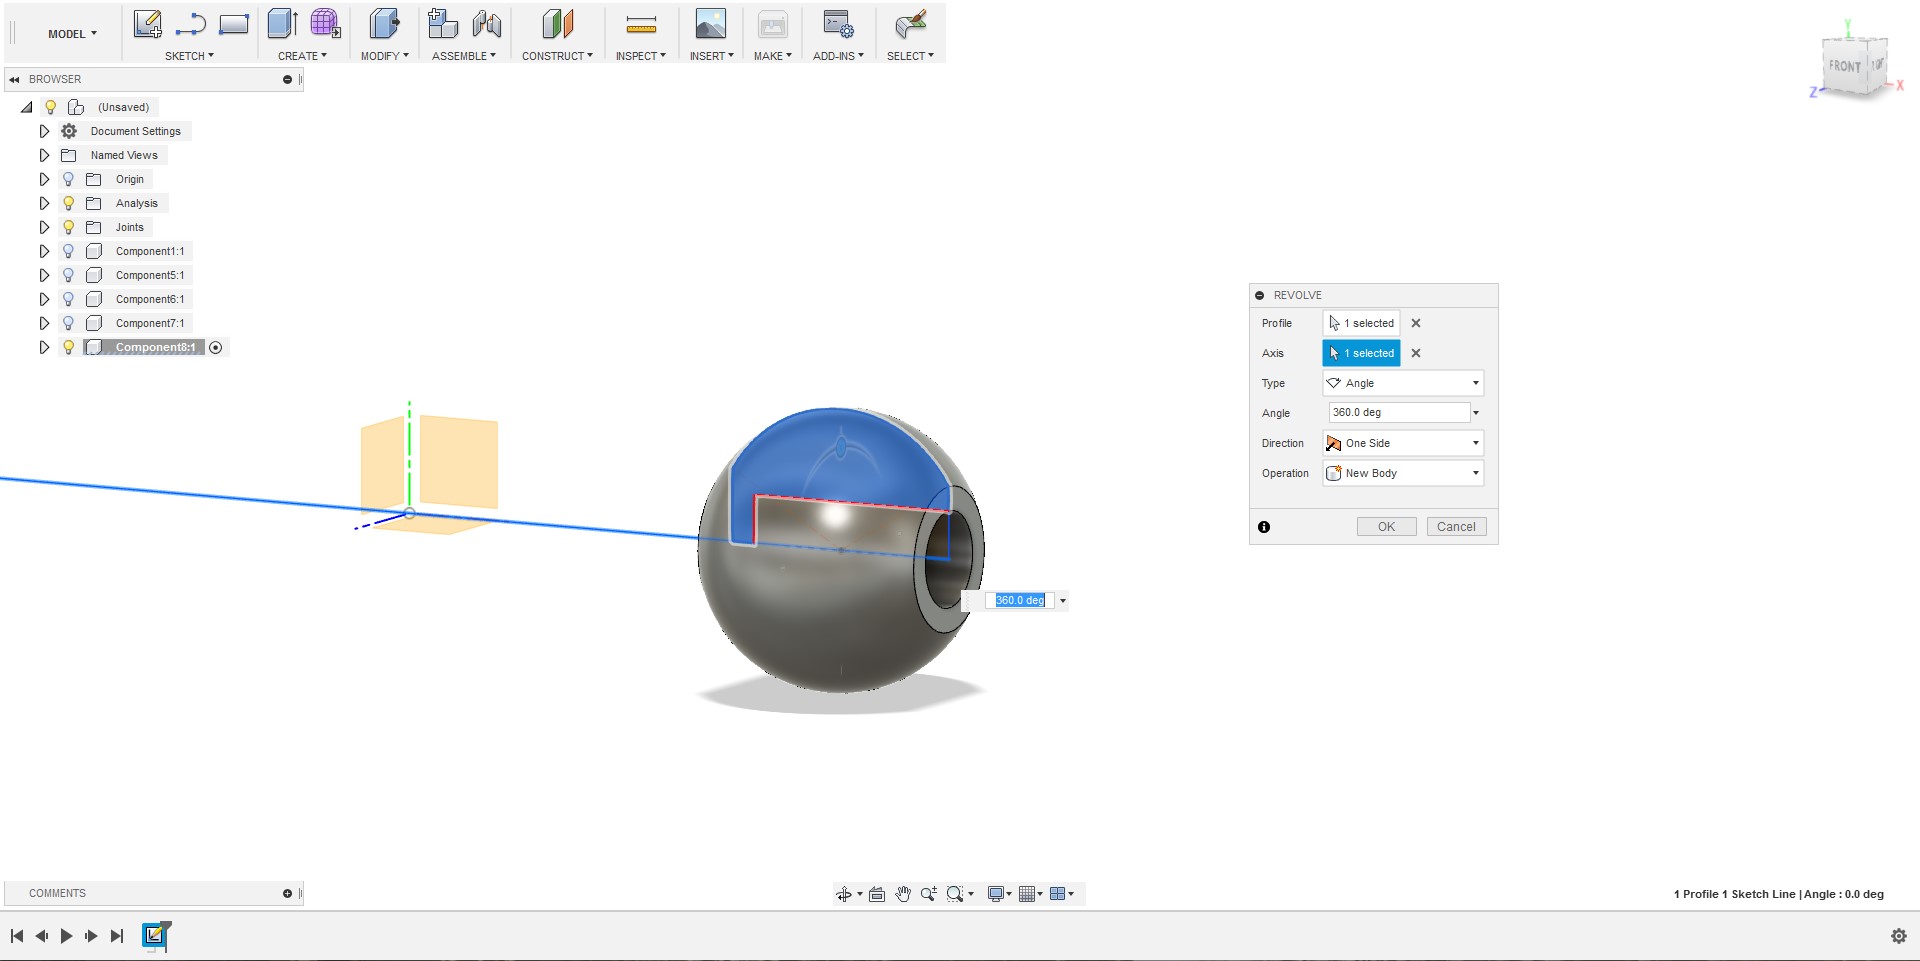 MODEL
SKETCH
CREATE
MODIFY
ASSEMBLE
CONSTRUCT
INSPECT
INSERT
MAKE
ADD-INS
SELECT
BROWSER
(Unsaved)
Document Settings
Named Views
Origin
Analysis
Joints
Component1:1
Component5:1
Component6:1
Component7:1
Component8:1
Y
FRONT
Z
X
REVOLVE
Profile 1 selected
Axis 1 selected
Type Angle
Angle 360.0 deg
Direction One Side
Operation New Body
OK Cancel
360.0 deg
COMMENTS
1 Profile 1 Sketch Line | Angle : 0.0 deg